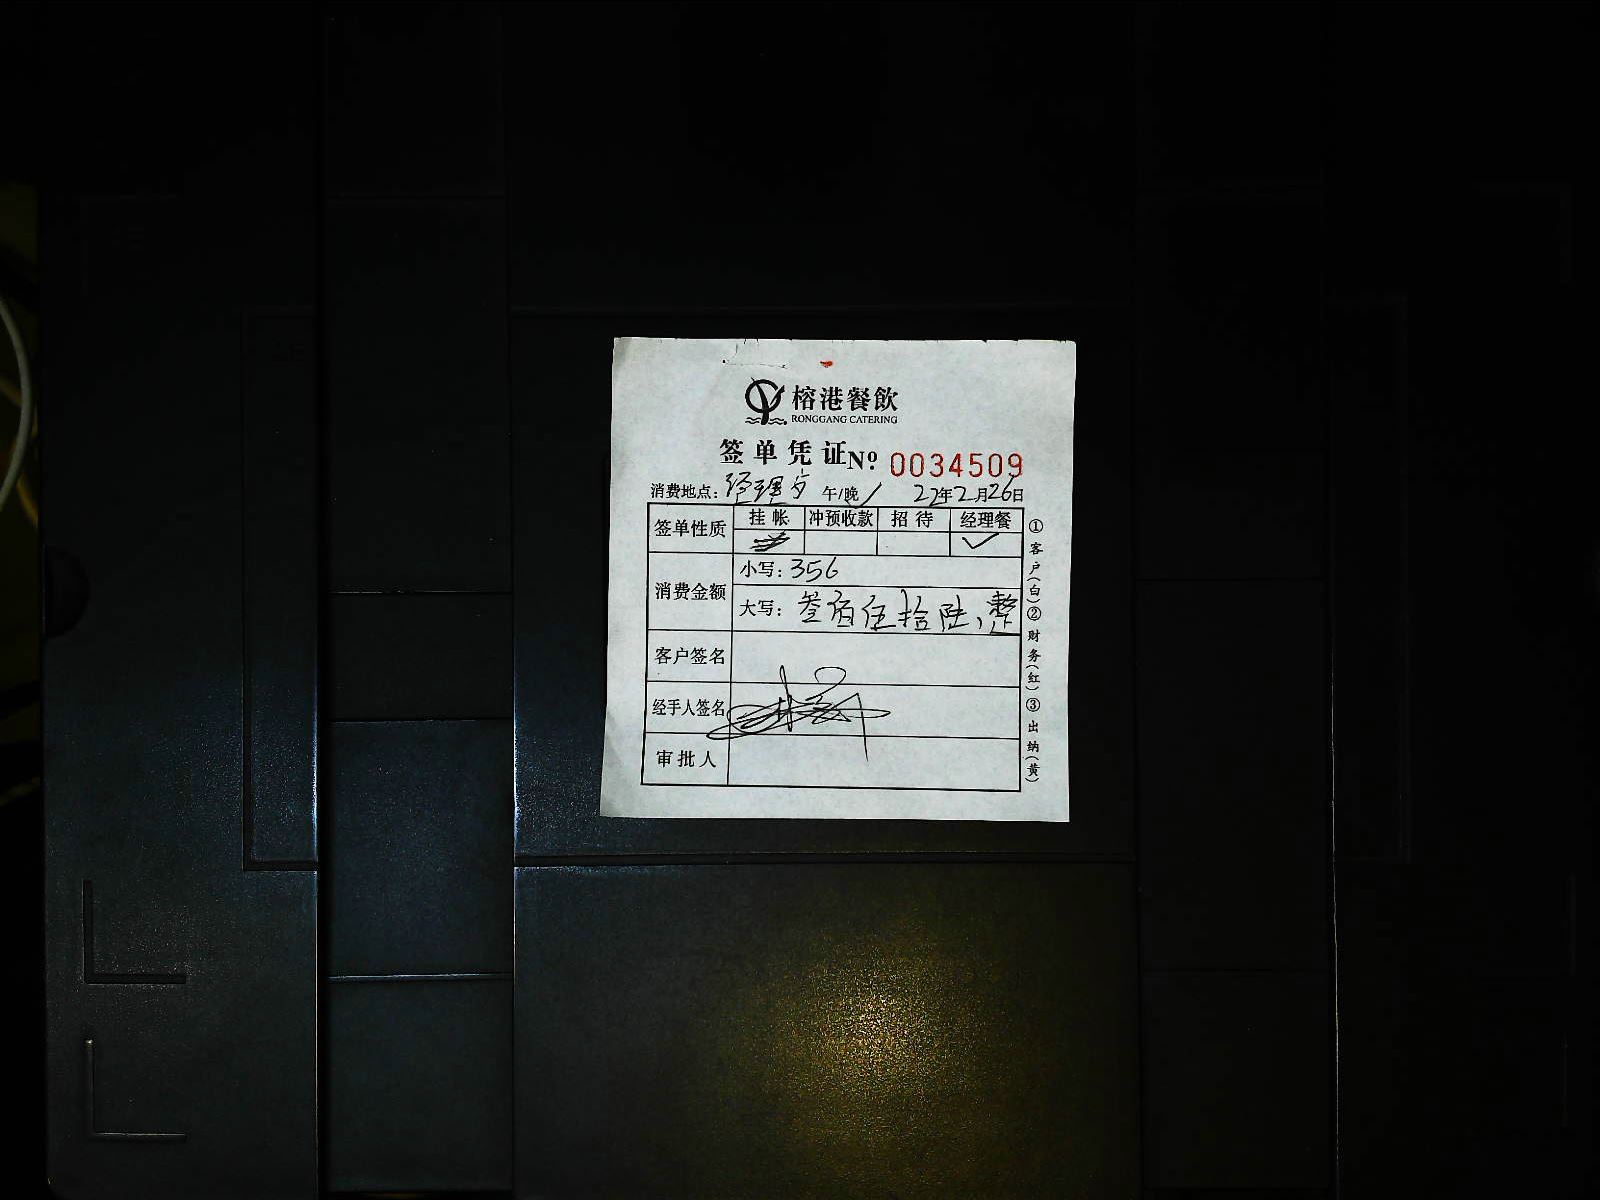 榕港餐飲
RONGGANG CATERING
签单凭证 Nº 0034509
消费地点: 经理 午/晚 22年2月26日
签单性质 挂帐 冲预收款 招待 经理餐
✓
消费金额 小写: 356
大写: 叁佰伍拾陆、整
客户签名
经手人签名
审批人
①客户(白)②财务(红)③出纳(黄)